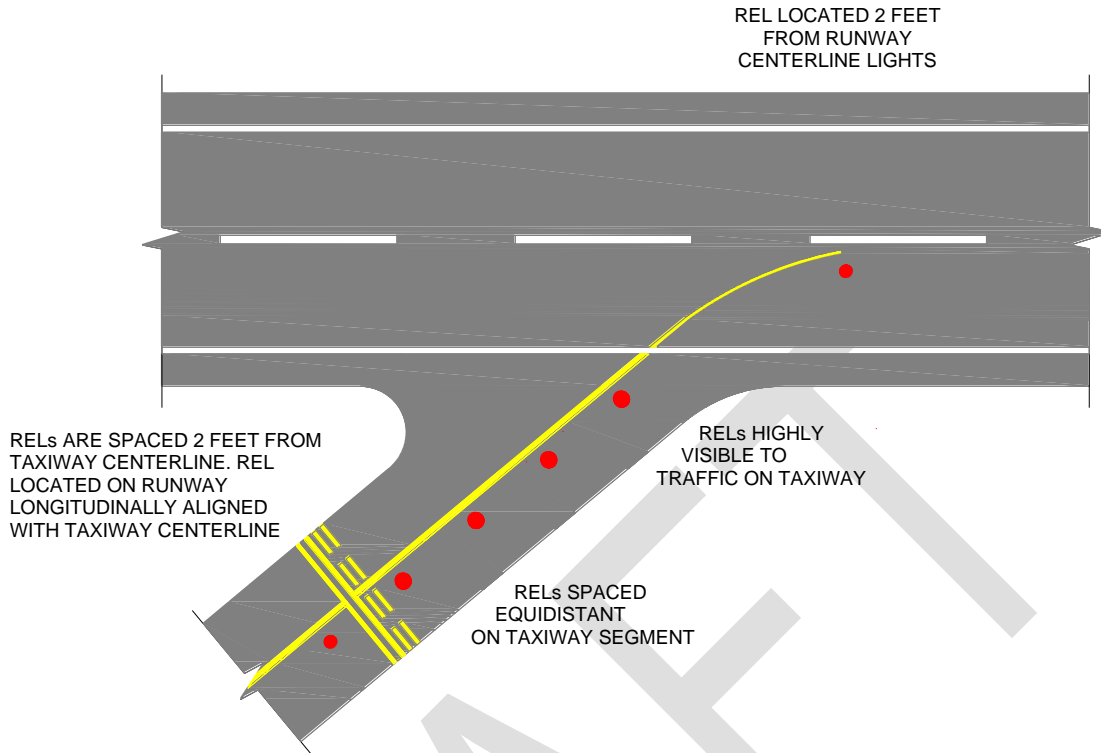 REL LOCATED 2 FEET
FROM RUNWAY
CENTERLINE LIGHTS
RELs ARE SPACED 2 FEET FROM
TAXIWAY CENTERLINE. REL
LOCATED ON RUNWAY
LONGITUDINALLY ALIGNED
WITH TAXIWAY CENTERLINE
RELs HIGHLY
VISIBLE TO
TRAFFIC ON TAXIWAY
RELs SPACED
EQUIDISTANT
ON TAXIWAY SEGMENT